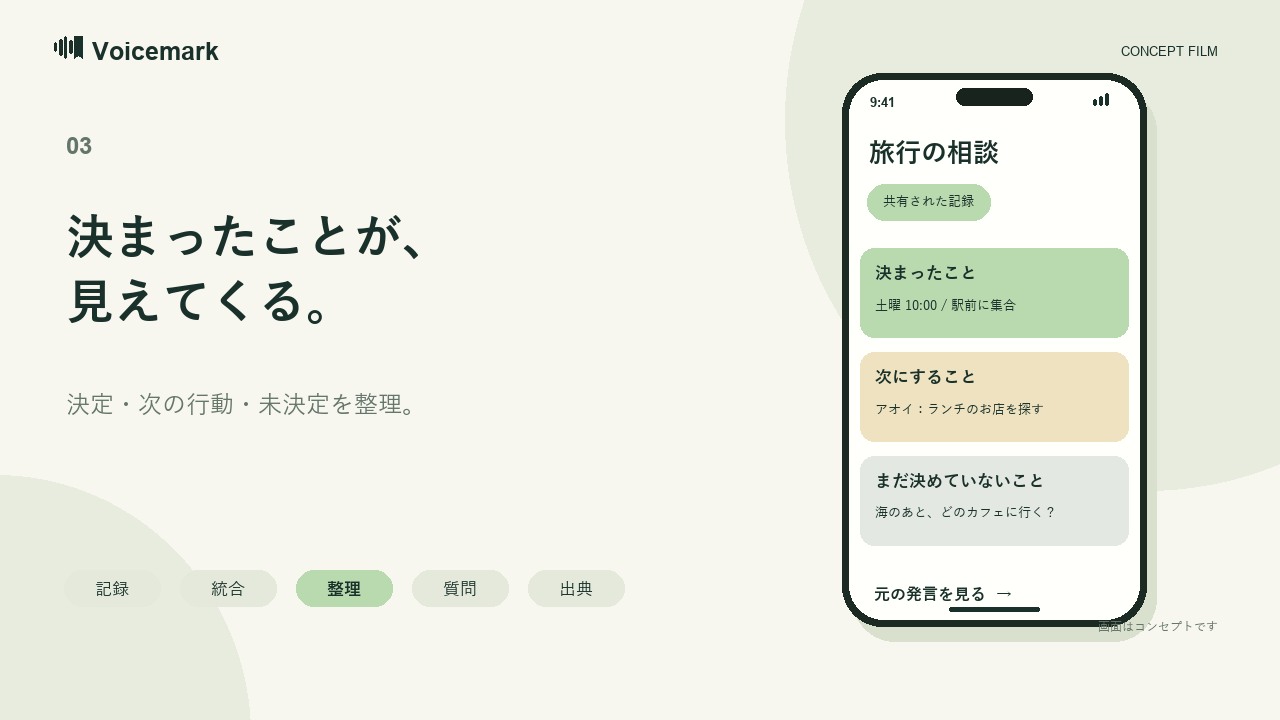 Voicemark
CONCEPT FILM
03
決まったことが、
見えてくる。
決定・次の行動・未決定を整理。
記録
統合
整理
質問
出典
9:41
旅行の相談
共有された記録
決まったこと
土曜 10:00 / 駅前に集合
次にすること
アオイ：ランチのお店を探す
まだ決めていないこと
海のあと、どのカフェに行く？
元の発言を見る →
画面はコンセプトです